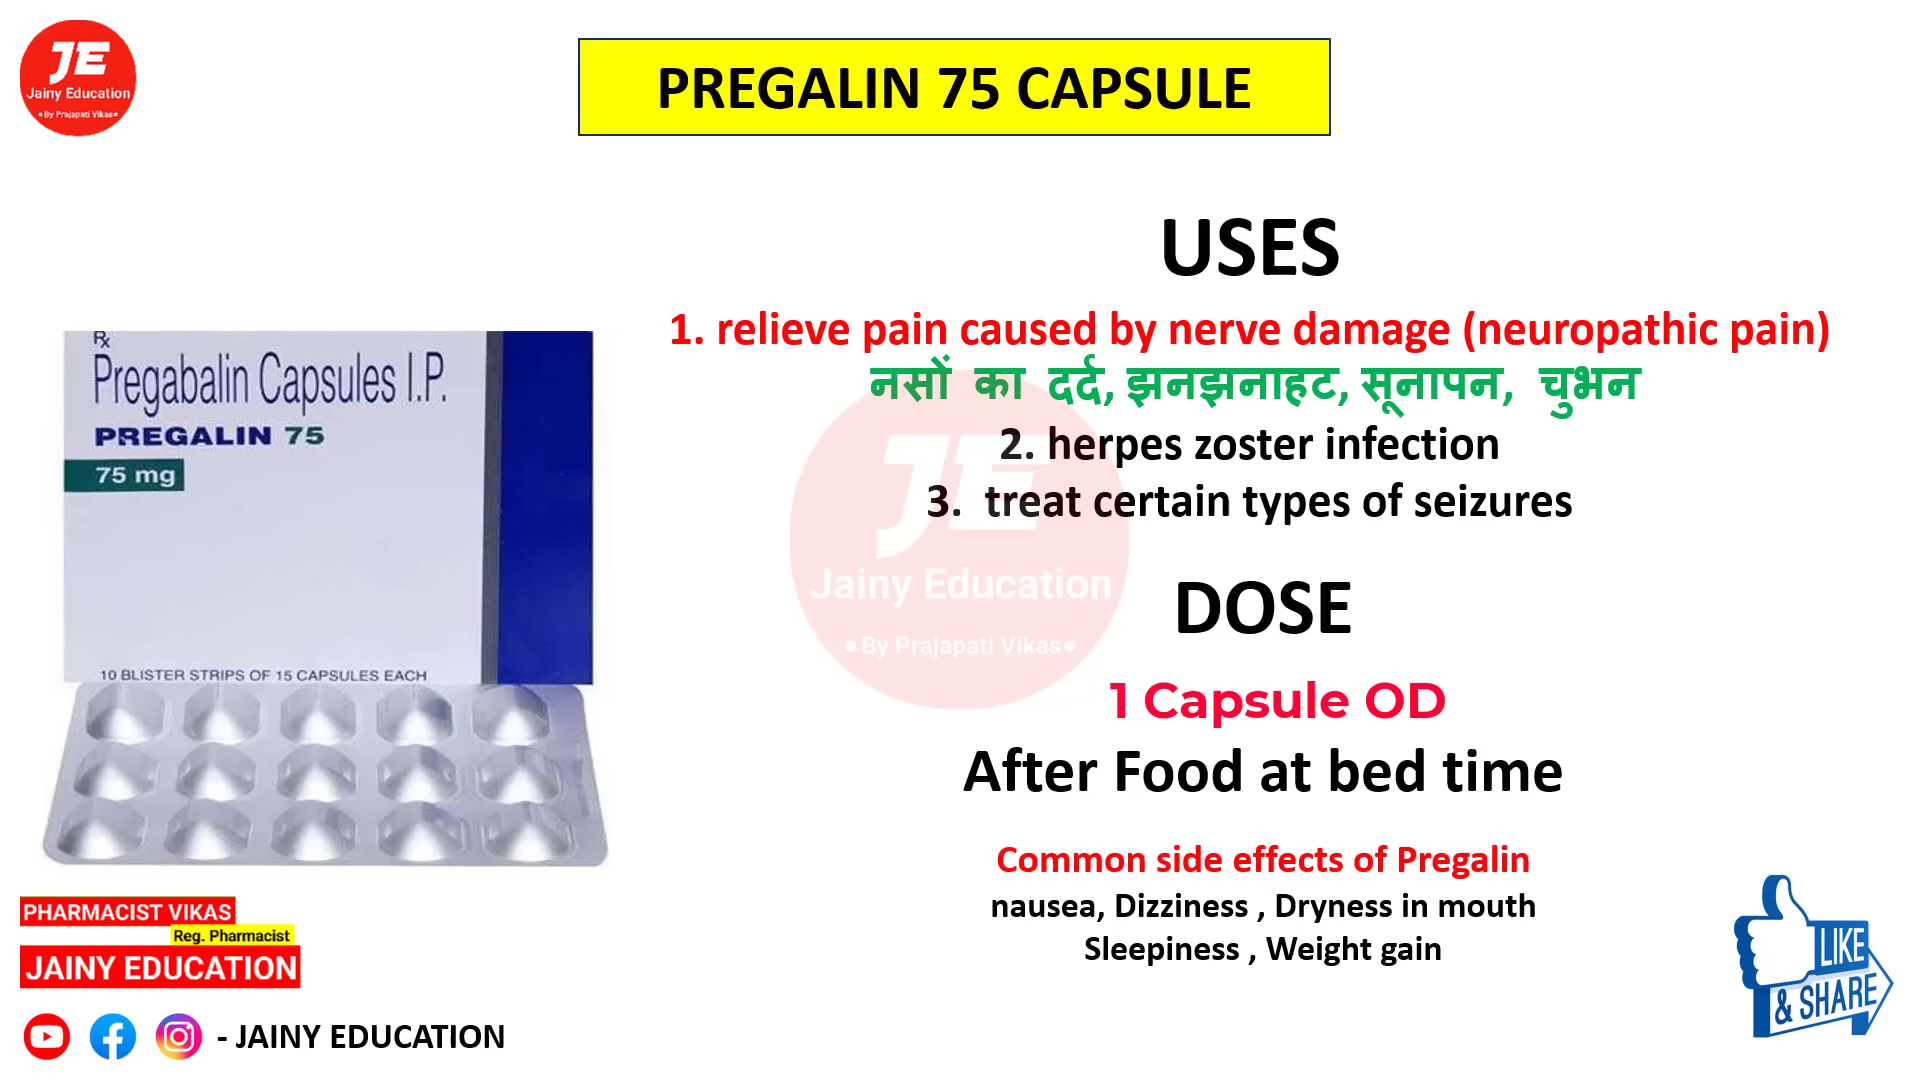 JE
Jainy Education
•By Prajapati Vikas•
PREGALIN 75 CAPSULE
USES
1. relieve pain caused by nerve damage (neuropathic pain)
नसों का दर्द, झनझनाहट, सूनापन, चुभन
2. herpes zoster infection
3. treat certain types of seizures
DOSE
1 Capsule OD
After Food at bed time
Common side effects of Pregalin
nausea, Dizziness , Dryness in mouth
Sleepiness , Weight gain
Rx
Pregabalin Capsules I.P.
PREGALIN 75
75 mg
10 BLISTER STRIPS OF 15 CAPSULES EACH
JE
Jainy Education
•By Prajapati Vikas•
PHARMACIST VIKAS
Reg. Pharmacist
JAINY EDUCATION
- JAINY EDUCATION
LIKE
& SHARE